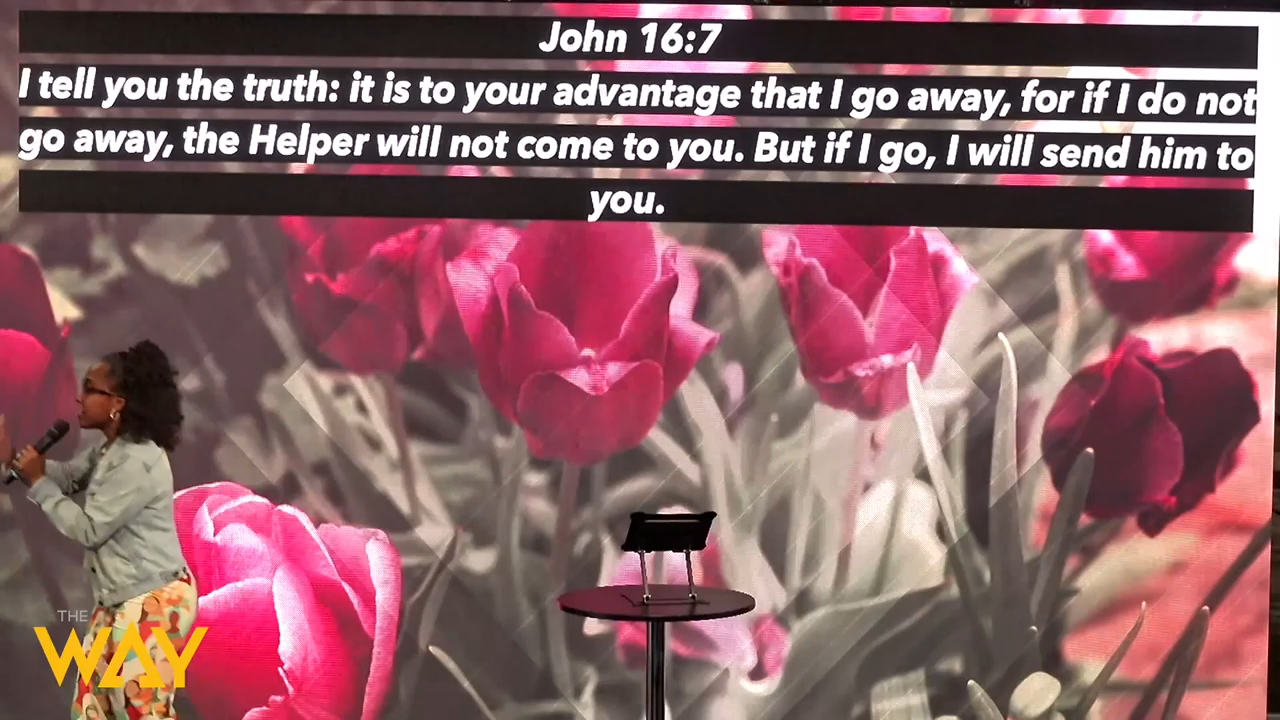 John 16:7
I tell you the truth: it is to your advantage that I go away, for if I do not
go away, the Helper will not come to you. But if I go, I will send him to
you.
THE
WAY